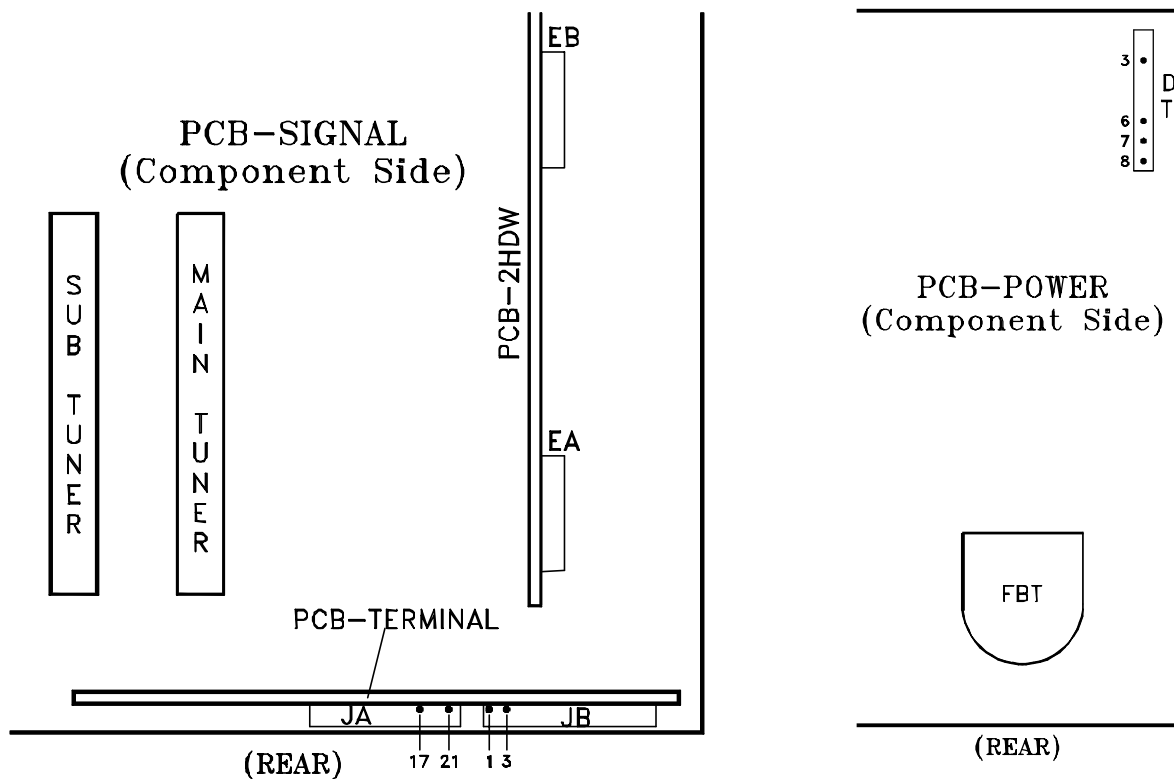 EB
PCB-SIGNAL
(Component Side)
PCB-2HDW
SUB TUNER
MAIN TUNER
EA
PCB-TERMINAL
JA
JB
17 21 1 3
(REAR)
3
6
7
8
D
T
PCB-POWER
(Component Side)
FBT
(REAR)